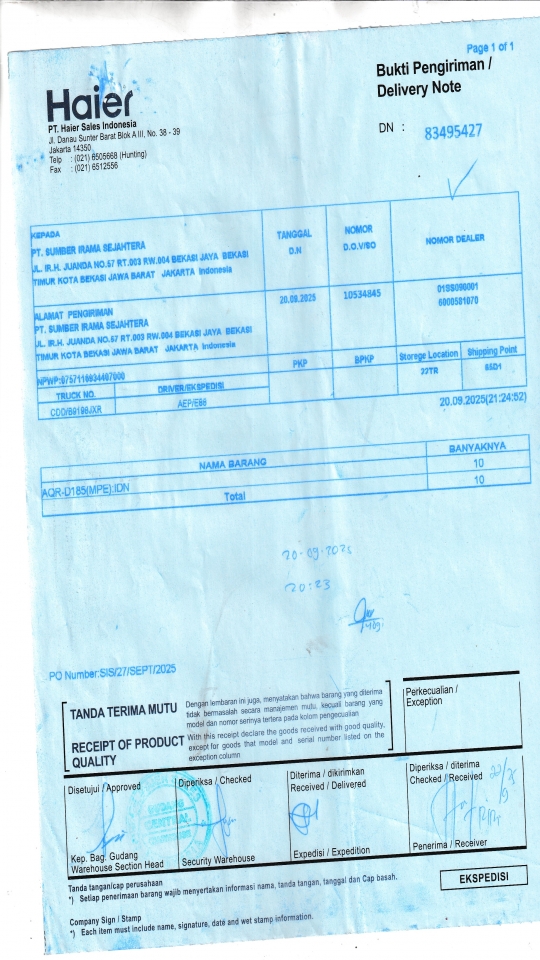 Page 1 of 1
Haier
Bukti Pengiriman /
Delivery Note
PT. Haier Sales Indonesia
Jl. Danau Sunter Barat Blok A III, No. 38 - 39
Jakarta 14350
Telp : (021) 6505668 (Hunting)
Fax : (021) 6512556
DN : 83495427
KEPADA
PT. SUMBER IRAMA SEJAHTERA
JL. IR.H. JUANDA NO.57 RT.003 RW.004 BEKASI JAYA BEKASI
TIMUR KOTA BEKASI JAWA BARAT JAKARTA Indonesia
TANGGAL
D.N
NOMOR
D.O.V/SO
NOMOR DEALER
ALAMAT PENGIRIMAN
PT. SUMBER IRAMA SEJAHTERA
JL. IR.H. JUANDA NO.57 RT.003 RW.004 BEKASI JAYA BEKASI
TIMUR KOTA BEKASI JAWA BARAT JAKARTA Indonesia
20.09.2025
10534845
6000581070
PKP
BPKP
Storege Location
22TR
Shipping Point
TRUCK NO.
DRIVER/EKSPEDISI
20.09.2025(21:24:52)
NAMA BARANG
BANYAKNYA
AQR-D185(MPE):IDN
10
Total
10
20.09.2025
20:23
PO Number:SIS/27/SEPT/2025
TANDA TERIMA MUTU
Dengan lembaran ini juga, menyatakan bahwa barang yang diterima
tidak bermasalah secara manajemen mutu, kecuali barang yang
model dan nomor serinya tertera pada kolom pengecualian
RECEIPT OF PRODUCT
QUALITY
With this receipt declare the goods received with good quality,
except for goods that model and serial number listed on the
exception column
Perkecualian /
Exception
Disetujui / Approved
Diperiksa / Checked
Diterima / dikirimkan
Received / Delivered
Diperiksa / diterima
Checked / Received
Kep. Bag. Gudang
Warehouse Section Head
Security Warehouse
Expedisi / Expedition
Penerima / Receiver
Tanda tangan/cap perusahaan
*) Setiap penerimaan barang wajib menyertakan informasi nama, tanda tangan, tanggal dan Cap basah.
EKSPEDISI
Company Sign / Stamp
*) Each item must include name, signature, date and wet stamp information.